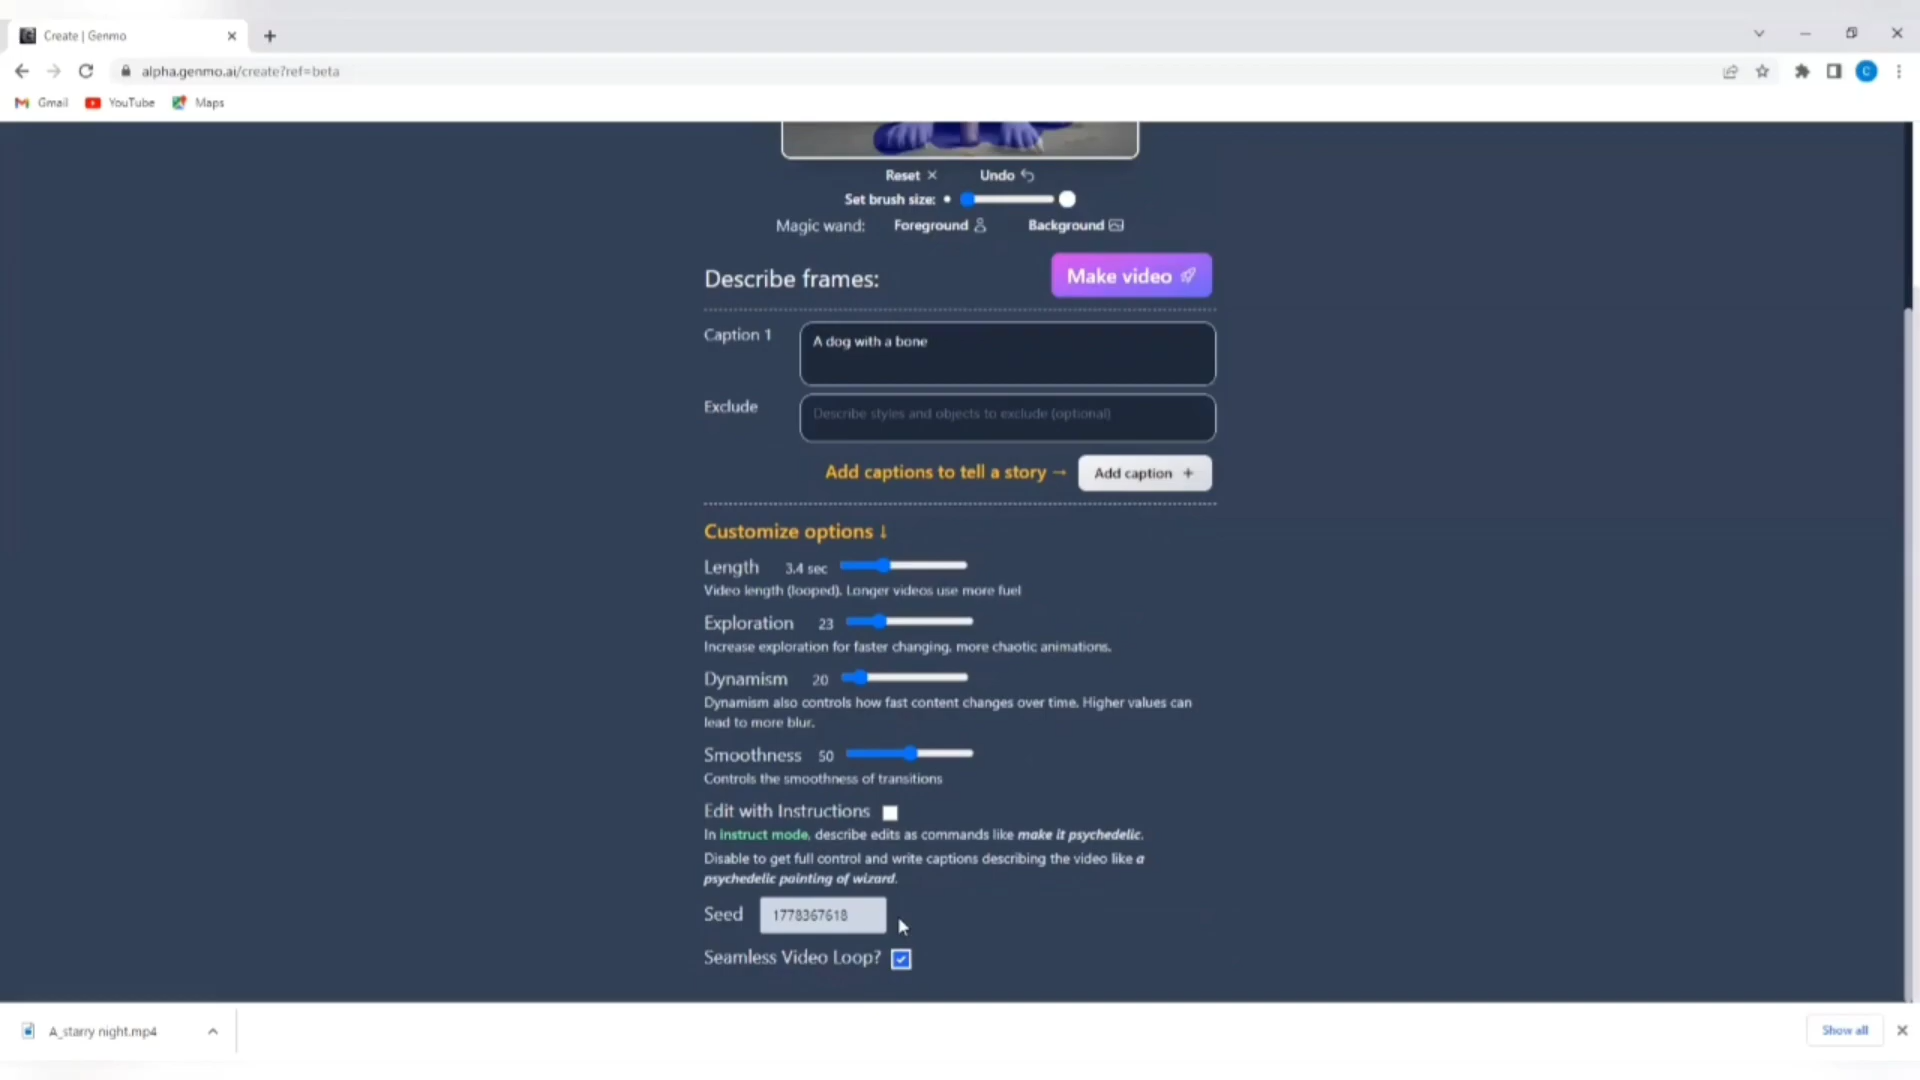 Create | Genmo
alpha.genmo.ai/create?ref=beta
C
Gmail YouTube Maps
Reset Undo
Set brush size:
Magic wand: Foreground Background
Describe frames: Make video
Caption 1 A dog with a bone
Exclude Describe styles and objects to exclude (optional)
Add captions to tell a story → Add caption +
Customize options ↓
Length 3.4 sec
Video length (looped). Longer videos use more fuel
Exploration 23
Increase exploration for faster changing, more chaotic animations.
Dynamism 20
Dynamism also controls how fast content changes over time. Higher values can
lead to more blur.
Smoothness 50
Controls the smoothness of transitions
Edit with Instructions
In instruct mode, describe edits as commands like make it psychedelic.
Disable to get full control and write captions describing the video like a
psychedelic painting of wizard.
Seed 1778367618
Seamless Video Loop?
A_starry night.mp4 Show all